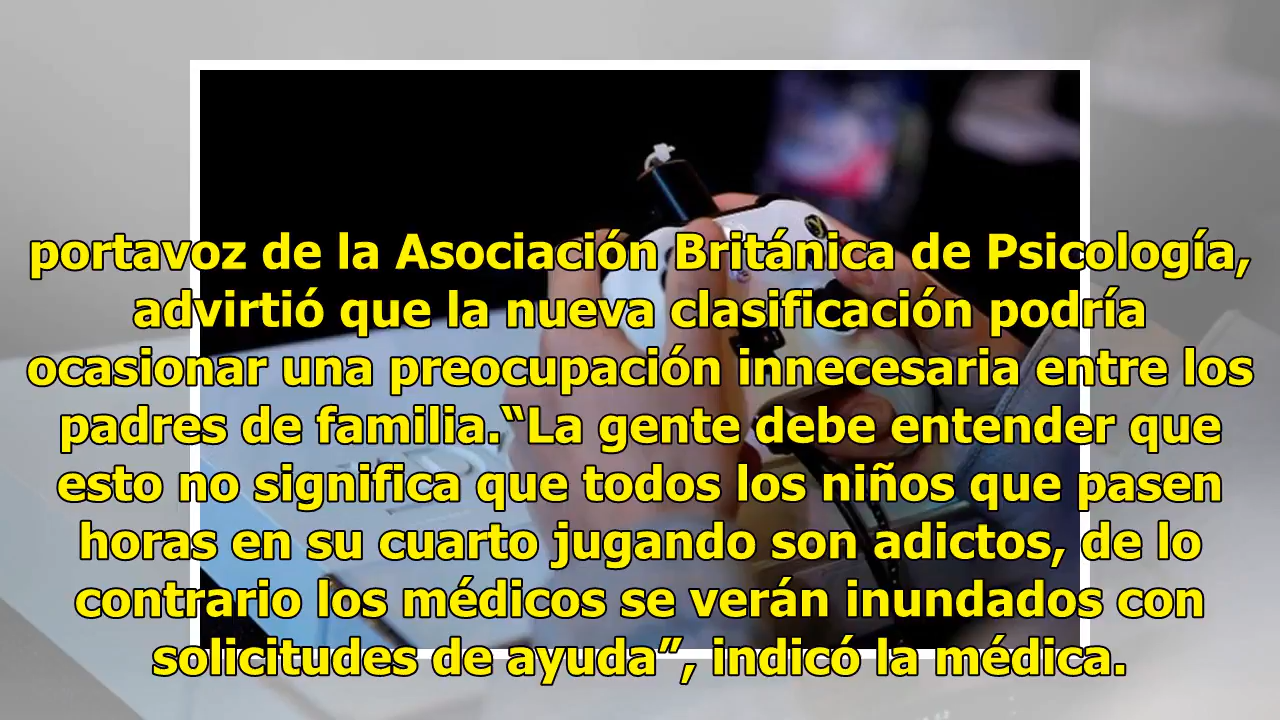 portavoz de la Asociación Británica de Psicología,
advirtió que la nueva clasificación podría
ocasionar una preocupación innecesaria entre los
padres de familia.“La gente debe entender que
esto no significa que todos los niños que pasen
horas en su cuarto jugando son adictos, de lo
contrario los médicos se verán inundados con
solicitudes de ayuda”, indicó la médica.